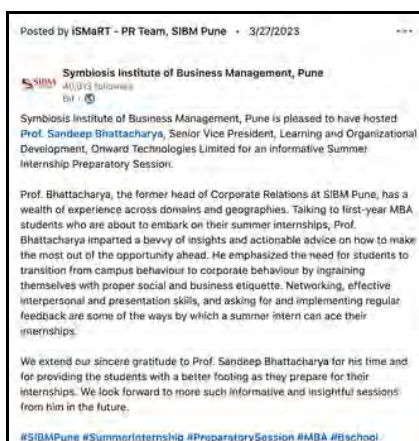 Posted by iSMaRT - PR Team, SIBM Pune • 3/27/2023
SIBM
Symbiosis Institute of Business Management, Pune
followers
Symbiosis Institute of Business Management, Pune is pleased to have hosted
Prof. Sandeep Bhattacharya, Senior Vice President, Learning and Organizational
Development, Onward Technologies Limited for an informative Summer
Internship Preparatory Session.
Prof. Bhattacharya, the former head of Corporate Relations at SIBM Pune, has a
wealth of experience across domains and geographies. Talking to first-year MBA
students who are about to embark on their summer internships, Prof.
Bhattacharya imparted a bevvy of insights and actionable advice on how to make
the most out of the opportunity ahead. He emphasized the need for students to
transition from campus behaviour to corporate behaviour by ingraining
themselves with proper social and business etiquette. Networking, effective
interpersonal and presentation skills, and asking for and implementing regular
feedback are some of the ways by which a summer intern can ace their
internships.
We extend our sincere gratitude to Prof. Sandeep Bhattacharya for his time and
for providing the students with a better footing as they prepare for their
internships. We look forward to more such informative and insightful sessions
from him in the future.
#SIBMPune #SummerInternship #PreparatorySession #MBA #Bschool